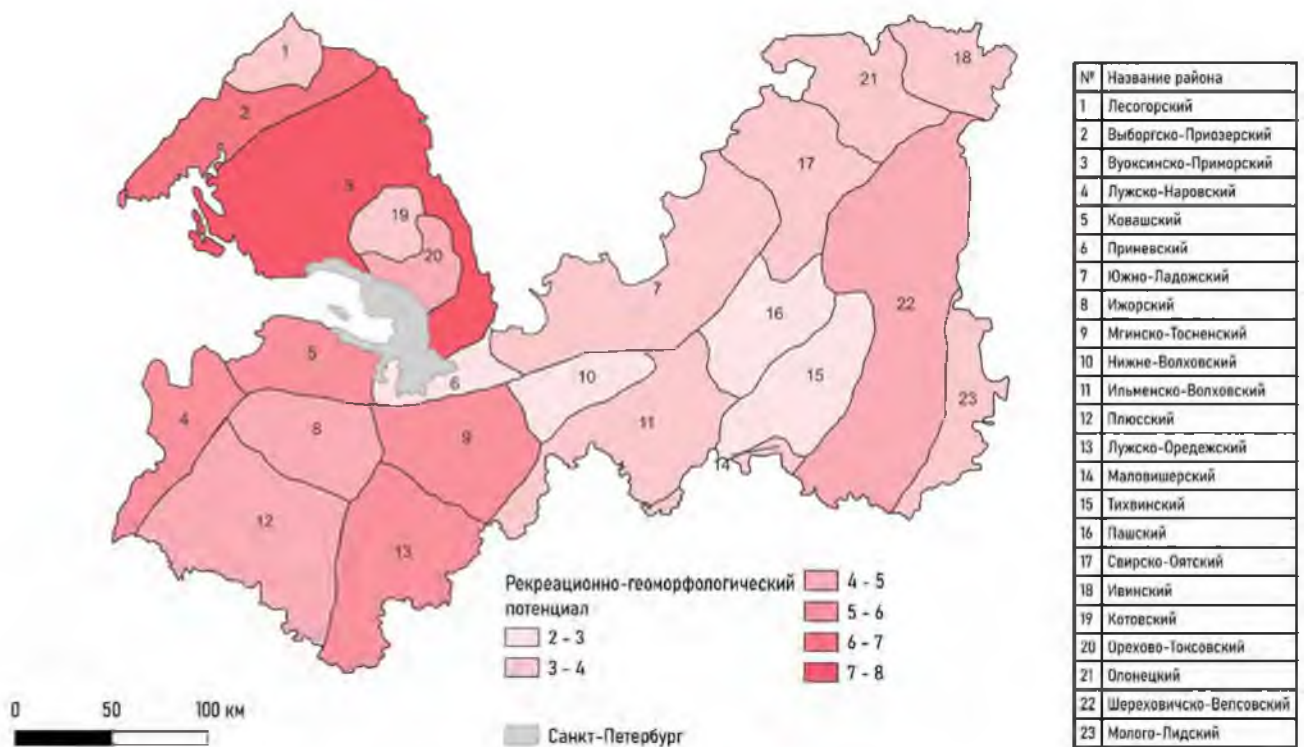 1
2
3
19
20
5
6
4
8
9
12
13
7
10
11
14
15
16
17
21
18
22
23
Рекреационно-геоморфологический
потенциал
2 - 3
3 - 4
4 - 5
5 - 6
6 - 7
7 - 8
Санкт-Петербург
0 50 100 км
№ Название района
1 Лесогорский
2 Выборгско-Приозерский
3 Вуоксинско-Приморский
4 Лужско-Наровский
5 Ковашский
6 Приневский
7 Южно-Ладожский
8 Ижорский
9 Мгинско-Тосненский
10 Нижне-Волховский
11 Ильменско-Волховский
12 Плюсский
13 Лужско-Оредежский
14 Маловишерский
15 Тихвинский
16 Пашский
17 Свирско-Оятский
18 Ивинский
19 Котовский
20 Орехово-Токсовский
21 Олонецкий
22 Шереховичско-Вепсовский
23 Молого-Лидский